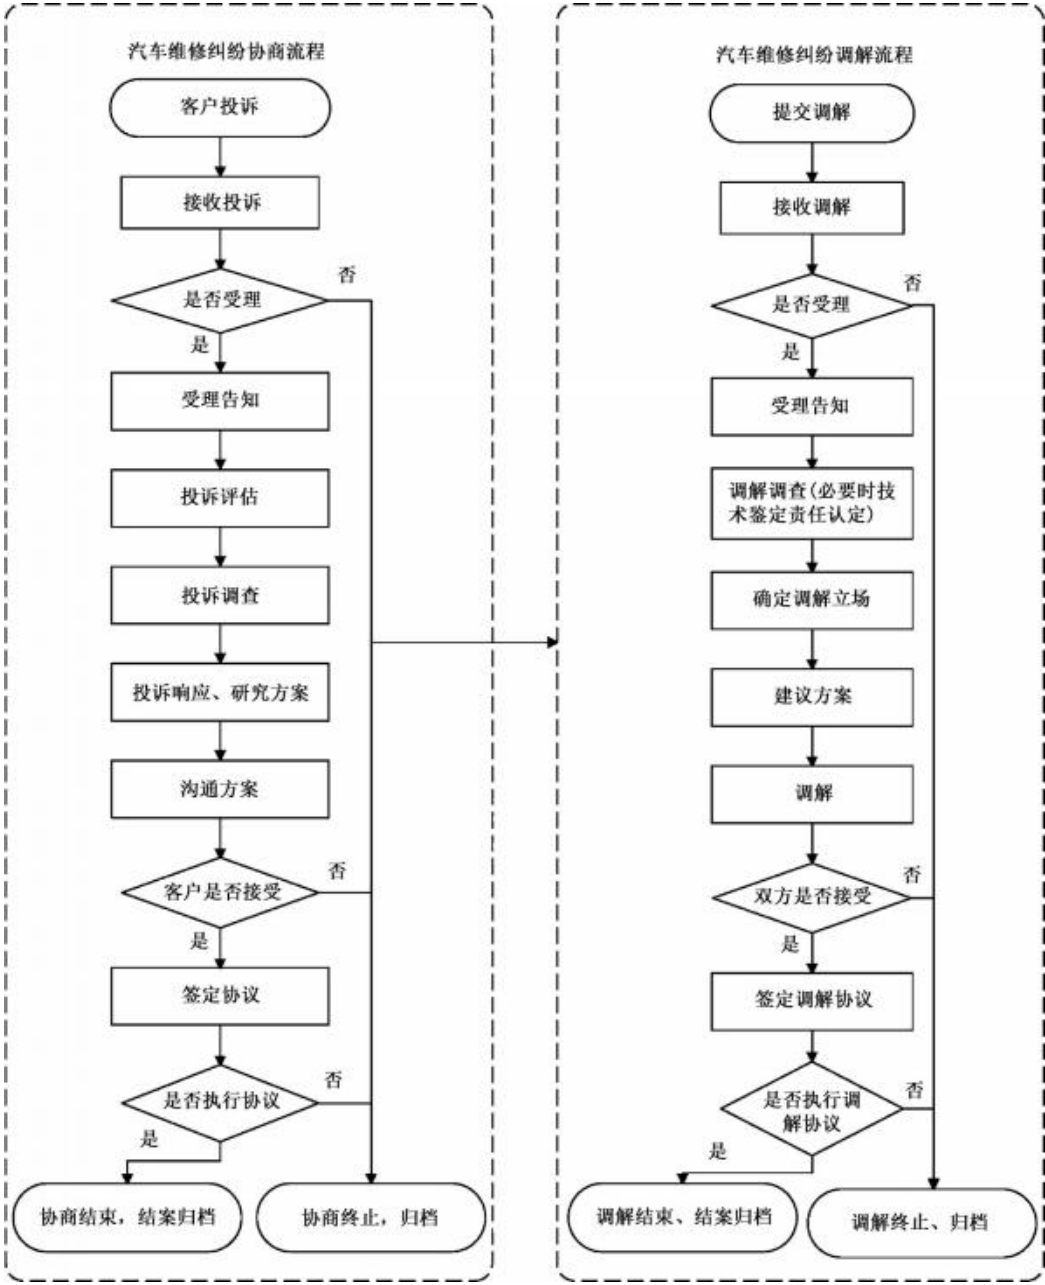 汽车维修纠纷协商流程
客户投诉
接收投诉
是否受理
否
是
受理告知
投诉评估
投诉调查
投诉响应、研究方案
沟通方案
客户是否接受
否
是
签定协议
是否执行协议
否
是
协商结束，结案归档
协商终止，归档
汽车维修纠纷调解流程
提交调解
接收调解
是否受理
否
是
受理告知
调解调查(必要时技
术鉴定责任认定)
确定调解立场
建议方案
调解
双方是否接受
否
是
签定调解协议
是否执行调
解协议
否
是
调解结束、结案归档
调解终止、归档